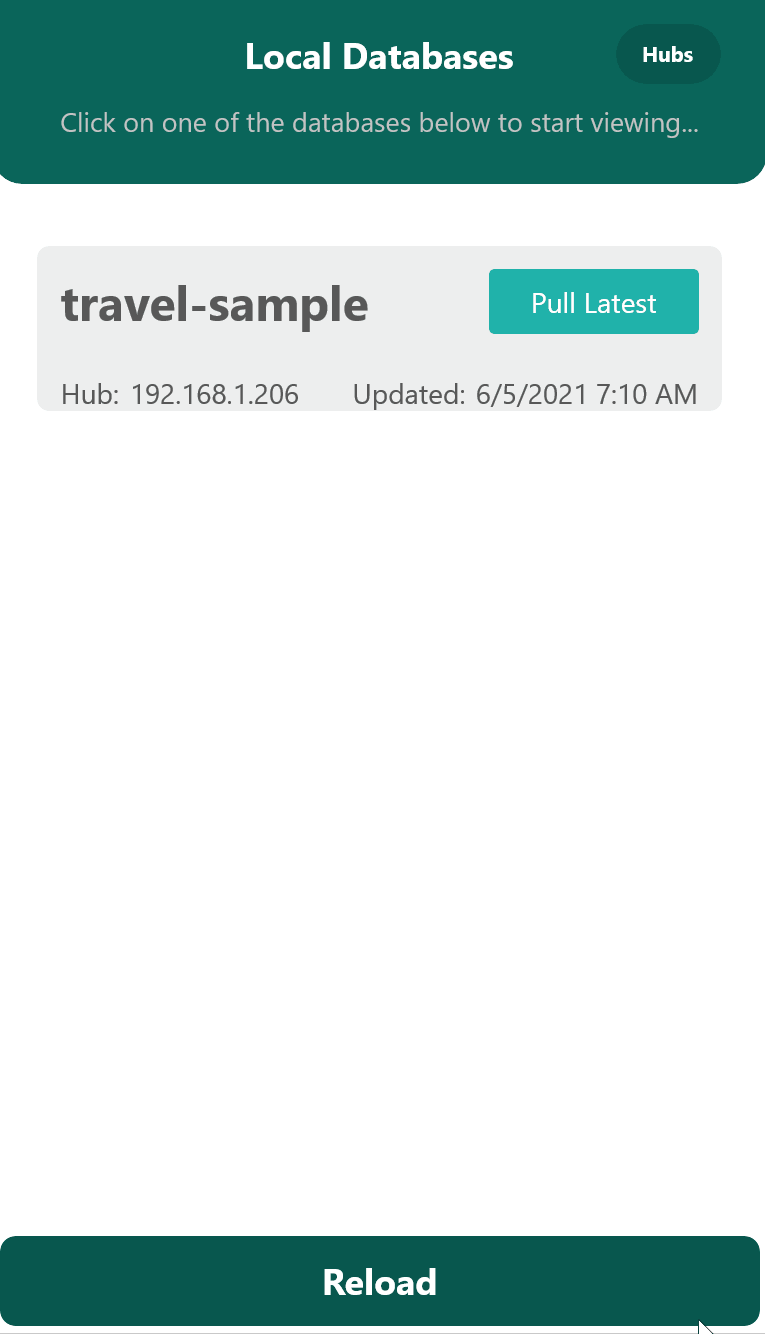 Local Databases
Hubs
Click on one of the databases below to start viewing...
travel-sample
Pull Latest
Hub: 192.168.1.206 Updated: 6/5/2021 7:10 AM
Reload